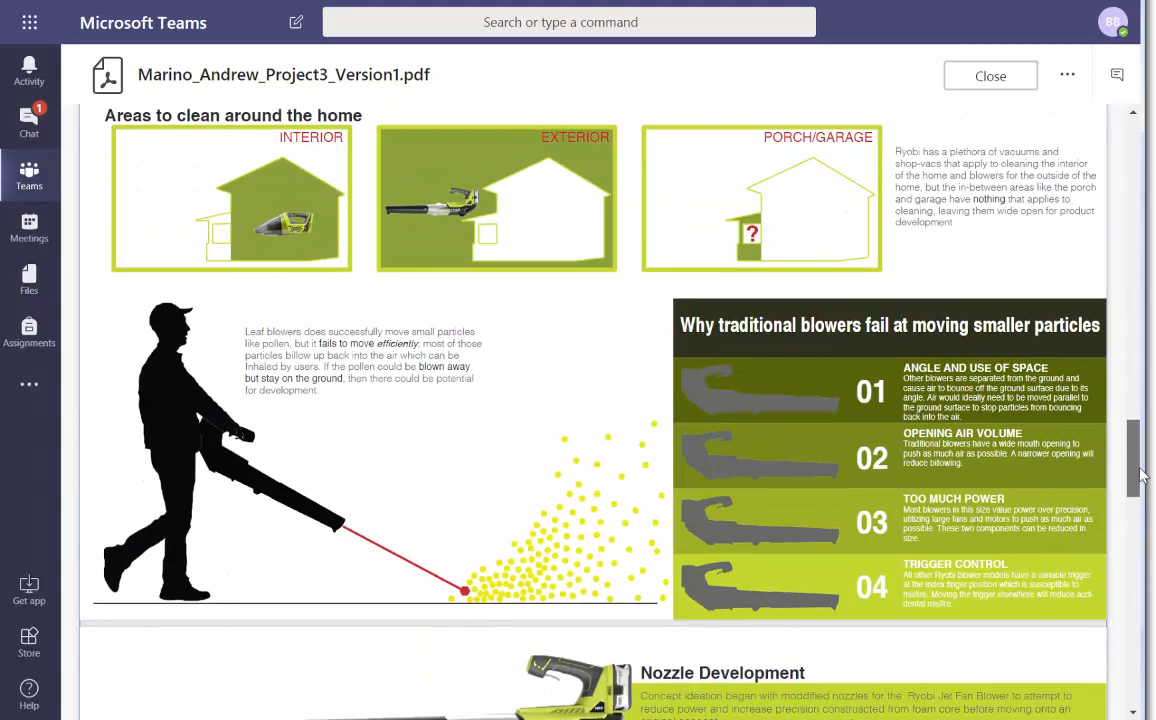 Microsoft Teams
Search or type a command
BB
Activity
Marino_Andrew_Project3_Version1.pdf
Close
1
Chat
Teams
Meetings
Files
Assignments
Get app
Store
Help
Areas to clean around the home
INTERIOR
EXTERIOR
PORCH/GARAGE
?
Ryobi has a plethora of vacuums and
shop-vacs that apply to cleaning the interior
of the home and blowers for the outside of the
home, but the in-between areas like the porch
and garage have nothing that applies to
cleaning, leaving them wide open for product
development
Leaf blowers does successfully move small particles
like pollen, but it fails to move efficiently, most of those
particles billow up back into the air which can be
Inhaled by users. If the pollen could be blown away
but stay on the ground, then there could be potential
for development.
Why traditional blowers fail at moving smaller particles
01
ANGLE AND USE OF SPACE
Other blowers are separated from the ground and
cause air to bounce off the ground surface due to its
angle. Air would ideally need to be moved parallel to
the ground surface to stop particles from bouncing
back into the air.
02
OPENING AIR VOLUME
Traditional blowers have a wide mouth opening to
push as much air as possible. A narrower opening will
reduce billowing.
03
TOO MUCH POWER
Most blowers in this size value power over precision,
utilizing large fans and motors to push as much air as
possible. These two components can be reduced in
size.
04
TRIGGER CONTROL
All other Ryobi blower models have a variable trigger
at the index finger position which is susceptible to
misfire. Moving the trigger elsewhere will reduce acci-
dental misfire.
Nozzle Development
Concept ideation began with moddified nozzles for the Ryobi Jet Fan Blower to attempt to
reduce power and increase precision construscted from foam core before moving onto an